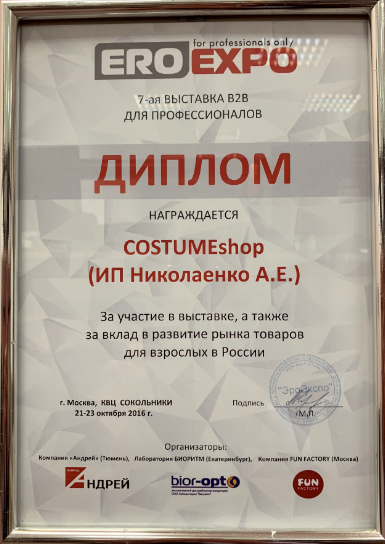 for professionals only
EROEXPO
7-ая ВЫСТАВКА B2B
ДЛЯ ПРОФЕССИОНАЛОВ
ДИПЛОМ
НАГРАЖДАЕТСЯ
COSTUMEshop
(ИП Николаенко А.Е.)
За участие в выставке, а также
за вклад в развитие рынка товаров
для взрослых в России
г. Москва, КВЦ СОКОЛЬНИКИ
21-23 октября 2016 г.
Подпись
"ЭроЭкспо"
М.П.
Организаторы:
Компания «Андрей» (Тюмень), Лаборатория БИОРИТМ (Екатеринбург), Компания FUN FACTORY (Москва)
АНДРЕЙ
bior-opt
FUN
FACTORY